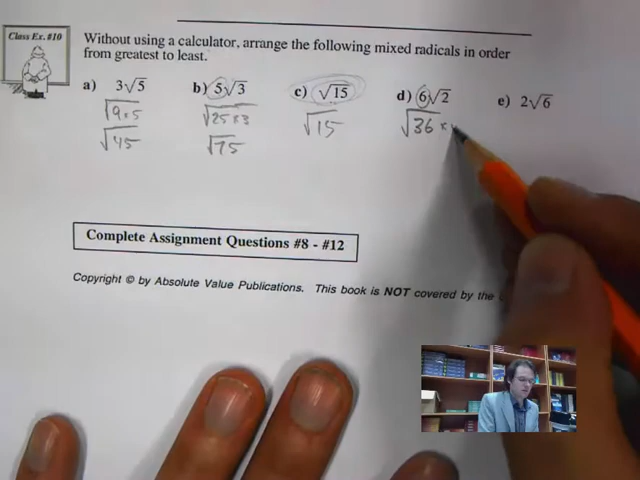 Class Ex. #10
Without using a calculator, arrange the following mixed radicals in order
from greatest to least.
a) 3√5 b) 5√3 c) √15 d) 6√2 e) 2√6
√9×5 √25×3 √15 √36×
√45 √75
Complete Assignment Questions #8 - #12
Copyright © by Absolute Value Publications. This book is NOT covered by the